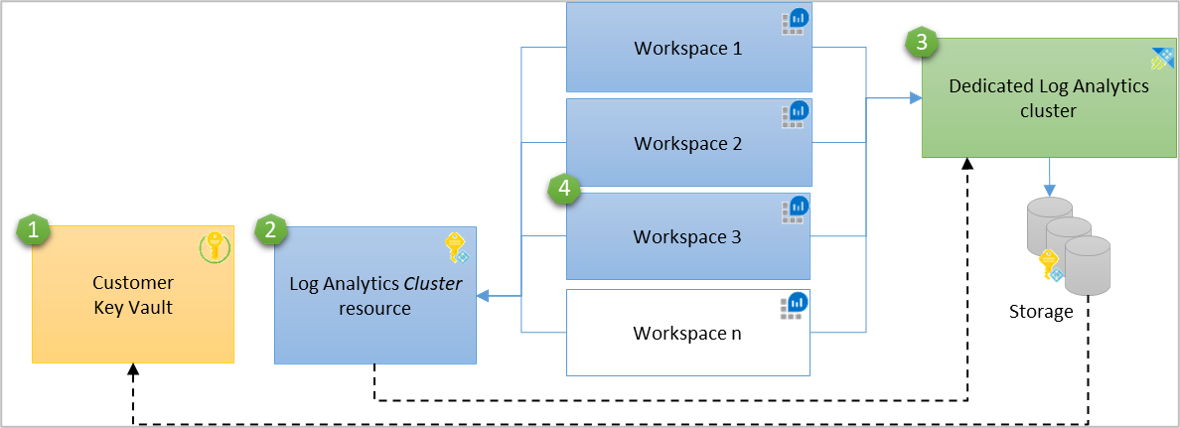 Workspace 1
3
Dedicated Log Analytics
cluster
Workspace 2
4
Workspace 3
1
Customer
Key Vault
2
Log Analytics Cluster
resource
Workspace n
Storage